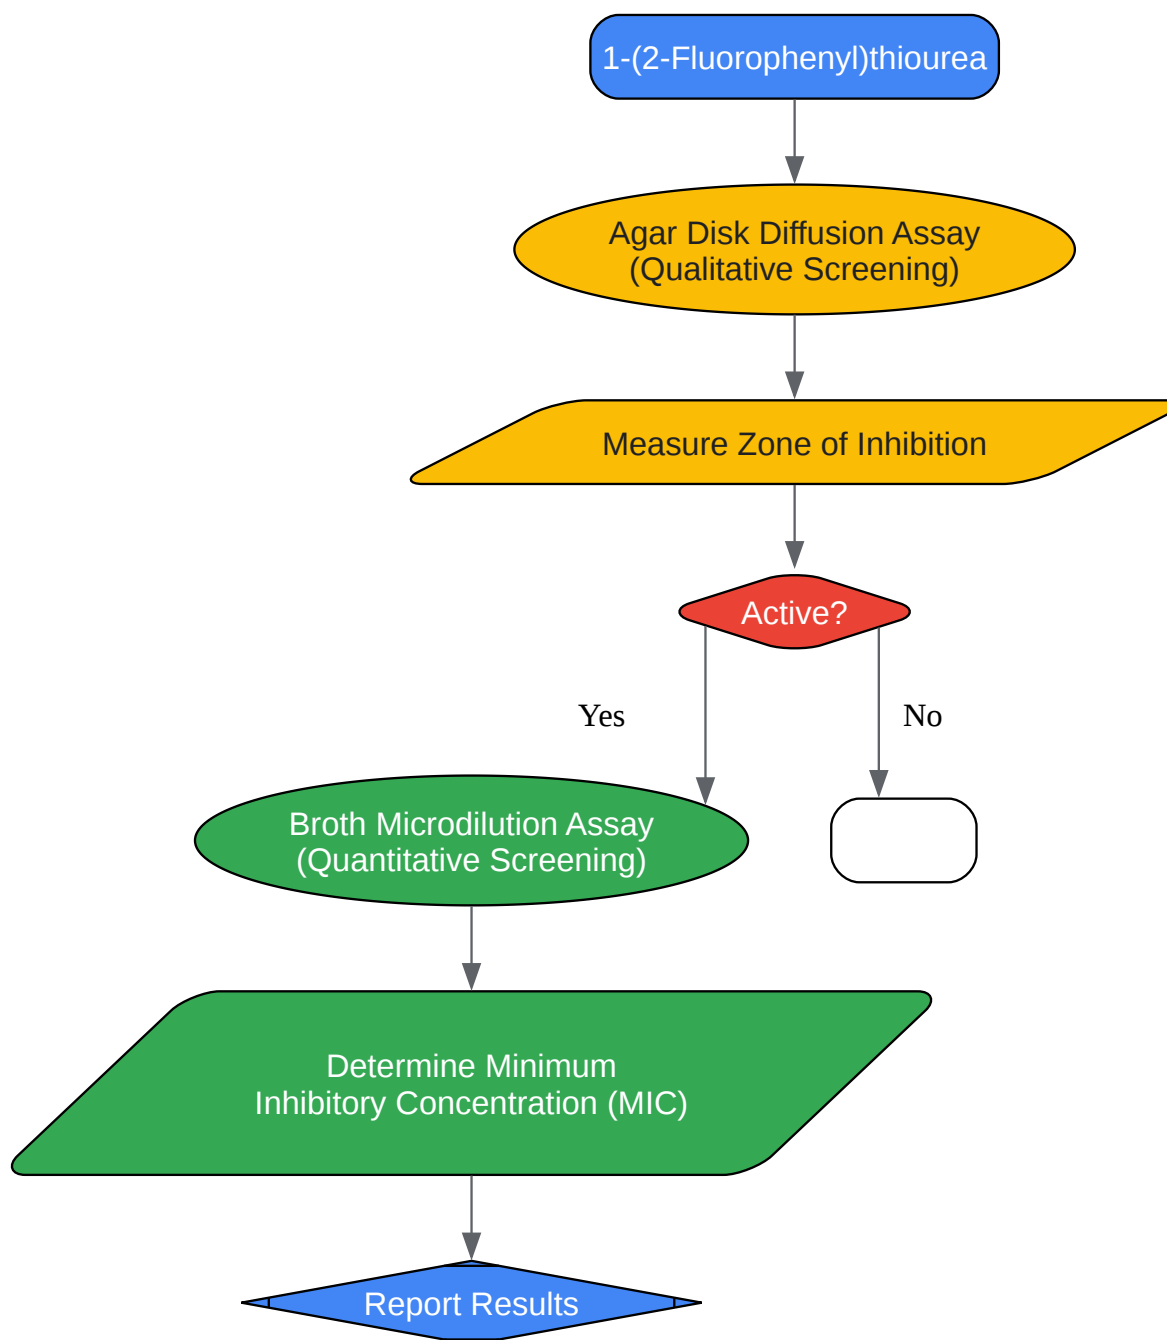 1-(2-Fluorophenyl)thiourea
Agar Disk Diffusion Assay
(Qualitative Screening)
Measure Zone of Inhibition
Active?
Yes
No
Broth Microdilution Assay
(Quantitative Screening)
Determine Minimum
Inhibitory Concentration (MIC)
Report Results